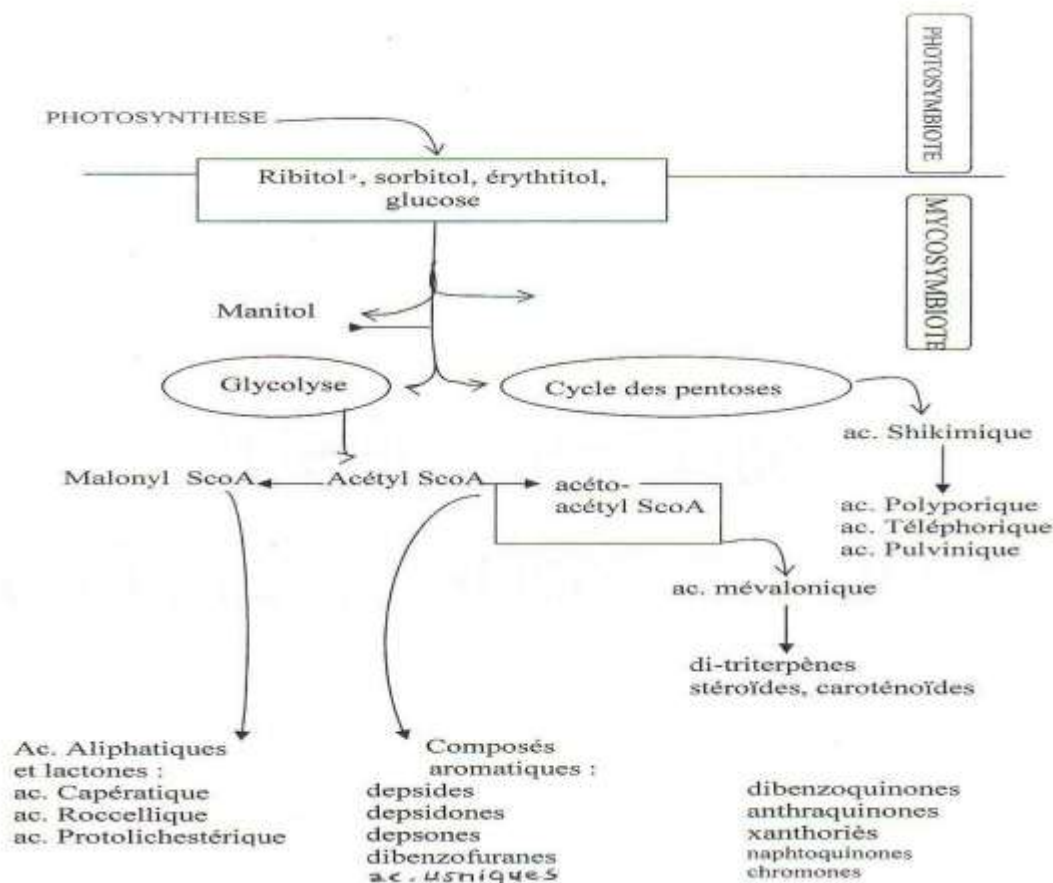 PHOTOSYMBIOTE
PHOTOSYNTHESE
Ribitol, sorbitol, érythtitol,
glucose
MYCOSYMBIOTE
Manitol
Glycolyse
Cycle des pentoses
ac. Shikimique
Malonyl ScoA
Acétyl ScoA
acéto-
acétyl ScoA
ac. Polyporique
ac. Téléphorique
ac. Pulvinique
ac. mévalonique
di-triterpènes
stéroïdes, caroténoïdes
Ac. Aliphatiques
et lactones :
ac. Capératique
ac. Roccellique
ac. Protolichestérique
Composés
aromatiques :
depsides
depsidones
depsones
dibenzofuranes
ac. usniques
dibenzoquinones
anthraquinones
xanthoriès
naphtoquinones
chromones